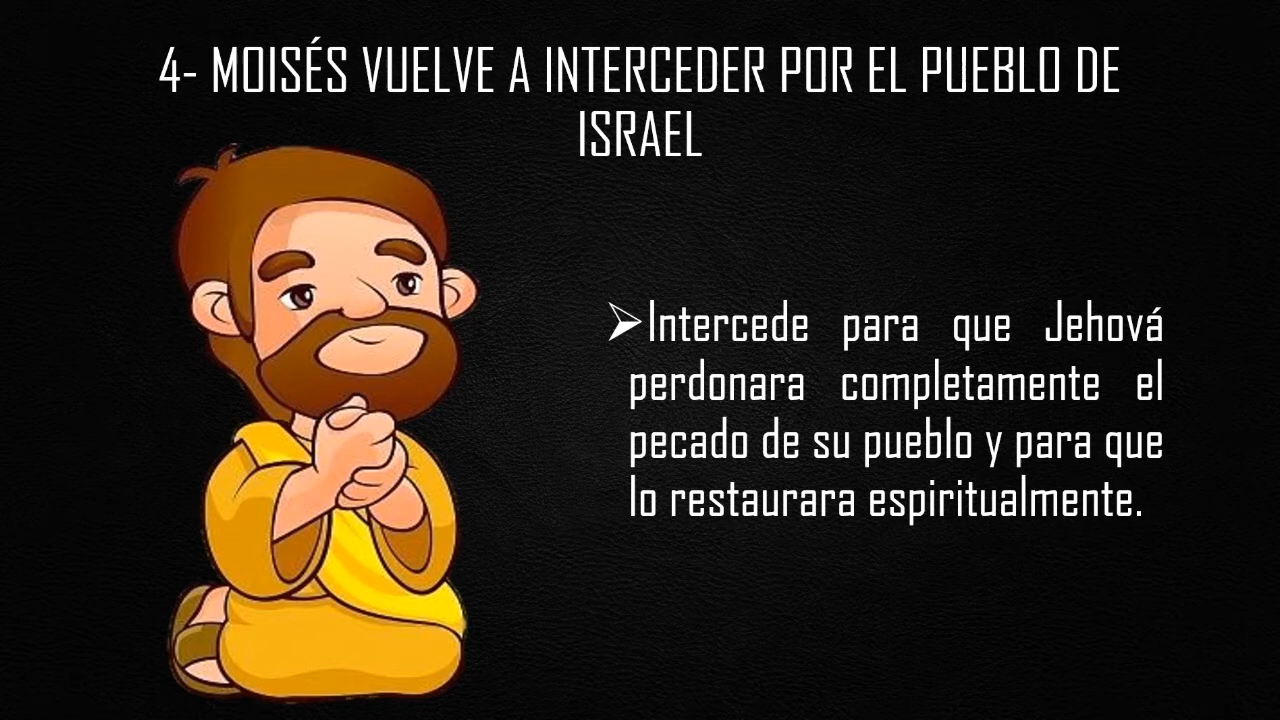 4- MOISÉS VUELVE A INTERCEDER POR EL PUEBLO DE
ISRAEL
➢Intercede para que Jehová
perdonara completamente el
pecado de su pueblo y para que
lo restaurara espiritualmente.